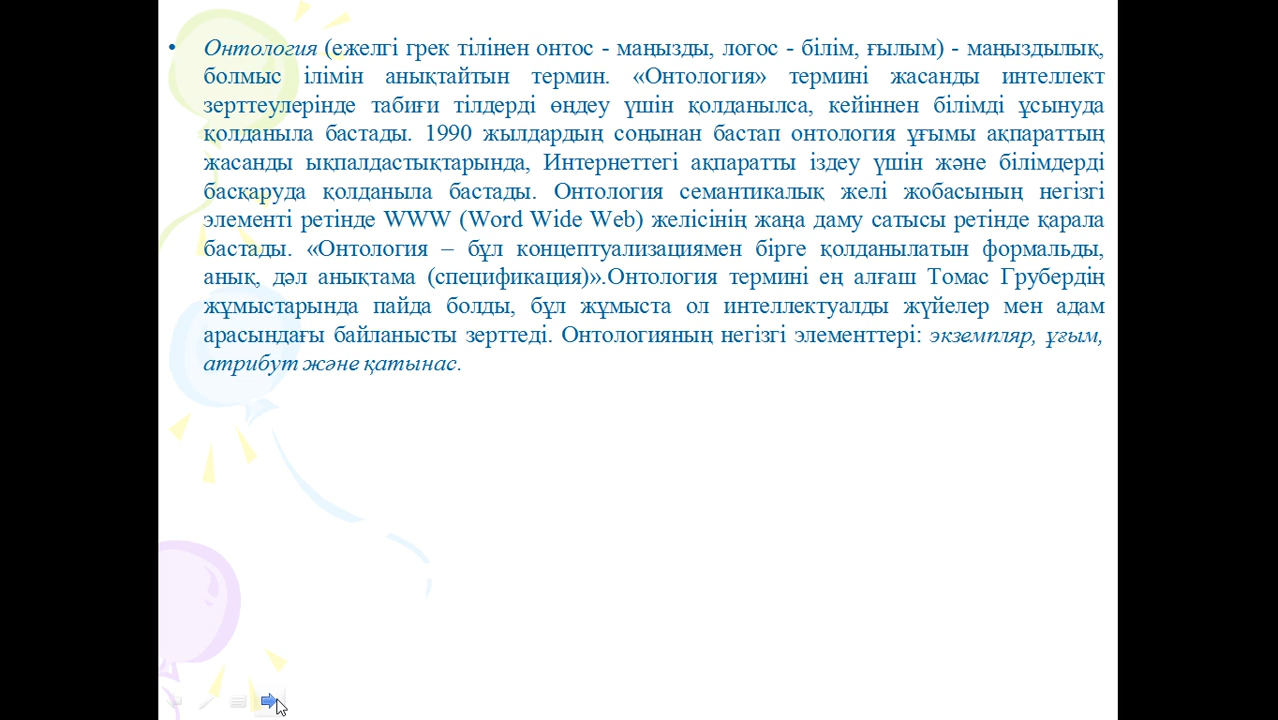 • Онтология (ежелгі грек тілінен онтос - маңызды, логос - білім, ғылым) - маңыздылық,
болмыс ілімін анықтайтын термин. «Онтология» термині жасанды интеллект
зерттеулерінде табиғи тілдерді өңдеу үшін қолданылса, кейіннен білімді ұсынуда
қолданыла бастады. 1990 жылдардың соңынан бастап онтология ұғымы ақпараттың
жасанды ықпалдастықтарында, Интернеттегі ақпаратты іздеу үшін және білімдерді
басқаруда қолданыла бастады. Онтология семантикалық желі жобасының негізгі
элементі ретінде WWW (Word Wide Web) желісінің жаңа даму сатысы ретінде қарала
бастады. «Онтология – бұл концептуализациямен бірге қолданылатын формальды,
анық, дәл анықтама (спецификация)».Онтология термині ең алғаш Томас Грубердің
жұмыстарында пайда болды, бұл жұмыста ол интеллектуалды жүйелер мен адам
арасындағы байланысты зерттеді. Онтологияның негізгі элементтері: экземпляр, ұғым,
атрибут және қатынас.